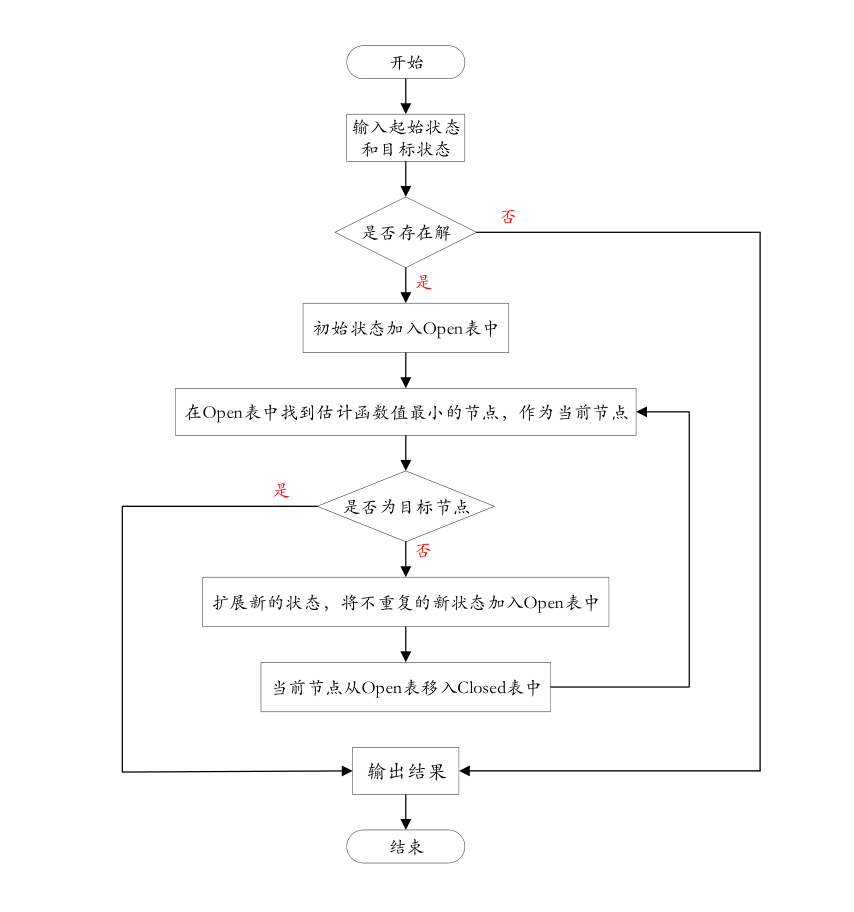 开始
输入起始状态
和目标状态
是否存在解
否
是
初始状态加入Open表中
在Open表中找到估计函数值最小的节点，作为当前节点
是
是否为目标节点
否
扩展新的状态，将不重复的新状态加入Open表中
当前节点从Open表移入Closed表中
输出结果
结束